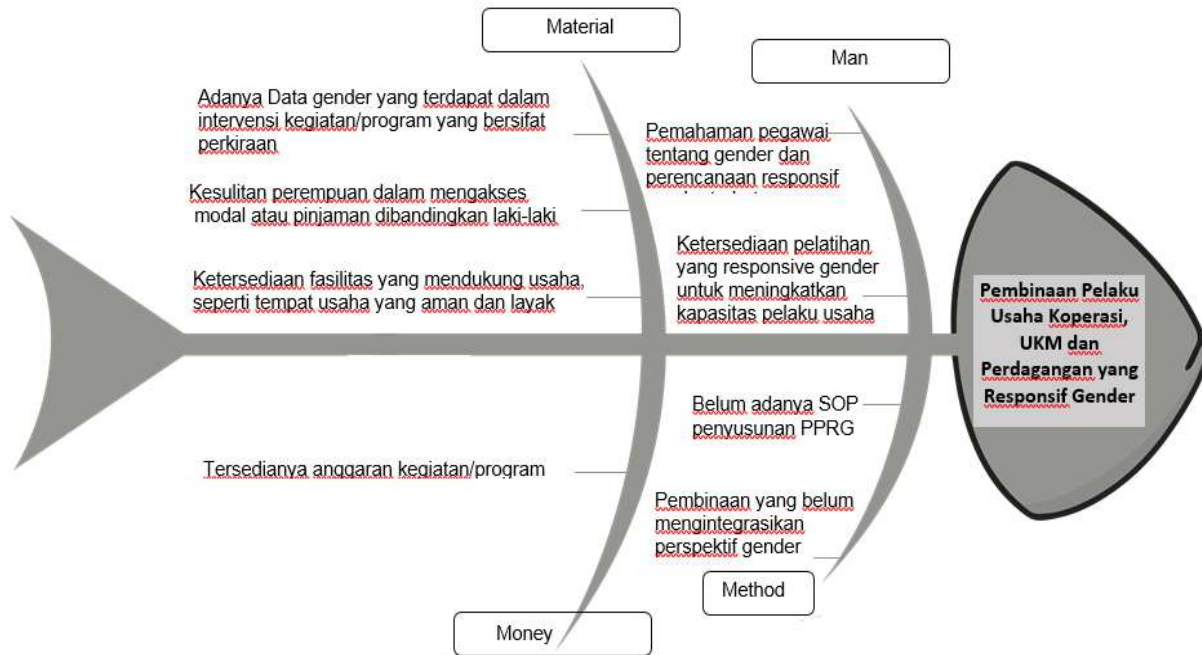 Material
Adanya Data gender yang terdapat dalam
intervensi kegiatan/program yang bersifat
perkiraan
Kesulitan perempuan dalam mengakses
modal atau pinjaman dibandingkan laki-laki
Ketersediaan fasilitas yang mendukung usaha,
seperti tempat usaha yang aman dan layak
Man
Pemahaman pegawai
tentang gender dan
perencanaan responsif
Ketersediaan pelatihan
yang responsive gender
untuk meningkatkan
kapasitas pelaku usaha
Tersedianya anggaran kegiatan/program
Money
Belum adanya SOP
penyusunan PPRG
Pembinaan yang belum
mengintegrasikan
perspektif gender
Method
Pembinaan Pelaku
Usaha Koperasi,
UKM dan
Perdagangan yang
Responsif Gender